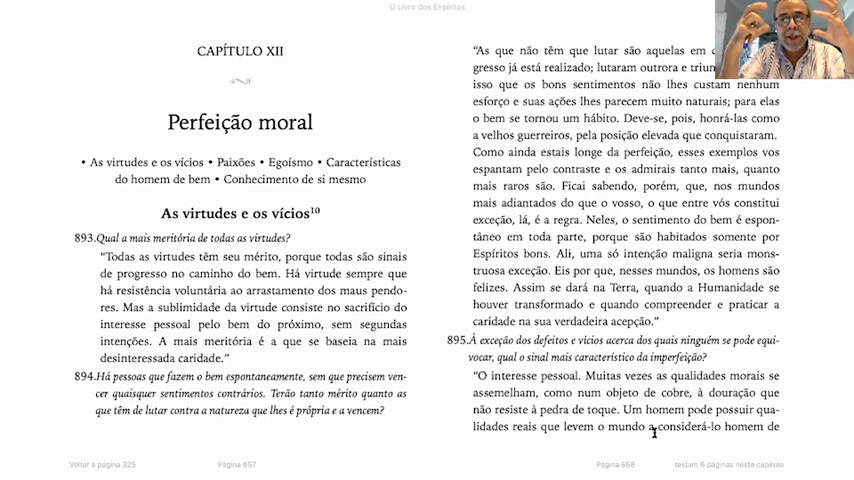 O Livro dos Espíritos
CAPÍTULO XII
Perfeição moral
• As virtudes e os vícios • Paixões • Egoísmo • Características
do homem de bem • Conhecimento de si mesmo
As virtudes e os vícios¹⁰
893. Qual a mais meritória de todas as virtudes?
“Todas as virtudes têm seu mérito, porque todas são sinais
de progresso no caminho do bem. Há virtude sempre que
há resistência voluntária ao arrastamento dos maus pendo-
res. Mas a sublimidade da virtude consiste no sacrifício do
interesse pessoal pelo bem do próximo, sem segundas
intenções. A mais meritória é a que se baseia na mais
desinteressada caridade.”
894. Há pessoas que fazem o bem espontaneamente, sem que precisem ven-
cer quaisquer sentimentos contrários. Terão tanto mérito quanto as
que têm de lutar contra a natureza que lhes é própria e a vencem?
Voltar à página 325
Página 657
“As que não têm que lutar são aquelas em
gresso já está realizado; lutaram outrora e
isso que os bons sentimentos não lhes custam nenhum
esforço e suas ações lhes parecem muito naturais; para elas
o bem se tornou um hábito. Deve-se, pois, honrá-las como
a velhos guerreiros, pela posição elevada que conquistaram.
Como ainda estais longe da perfeição, esses exemplos vos
espantam pelo contraste e os admirais tanto mais, quanto
mais raros são. Ficai sabendo, porém, que, nos mundos
mais adiantados do que o vosso, o que entre vós constitui
exceção, lá, é a regra. Neles, o sentimento do bem é espon-
tâneo em toda parte, porque são habitados somente por
Espíritos bons. Ali, uma só intenção maligna seria mons-
truosa exceção. Eis por que, nesses mundos, os homens são
felizes. Assim se dará na Terra, quando a Humanidade se
houver transformado e quando compreender e praticar a
caridade na sua verdadeira acepção.”
895. À exceção dos defeitos e vícios acerca dos quais ninguém se pode equi-
vocar, qual o sinal mais característico da imperfeição?
“O interesse pessoal. Muitas vezes as qualidades morais se
assemelham, como num objeto de cobre, à douração que
não resiste à pedra de toque. Um homem pode possuir qua-
lidades reais que levem o mundo a considerá-lo homem de
Página 658
restam 6 páginas neste capítulo